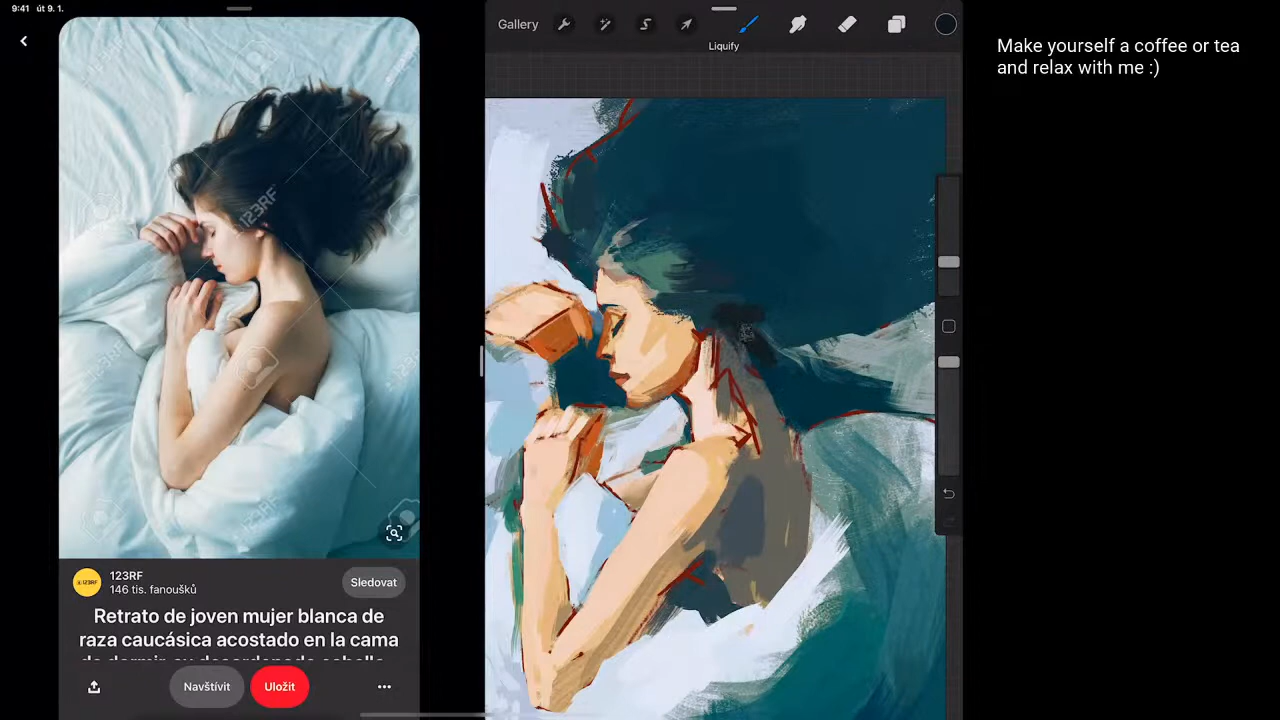 9:41 út 9. 1.
123RF
123RF
146 tis. fanoušků
Sledovat
Retrato de joven mujer blanca de
raza caucásica acostado en la cama
Navštívit
Uložit
Gallery
Liquify
Make yourself a coffee or tea
and relax with me :)